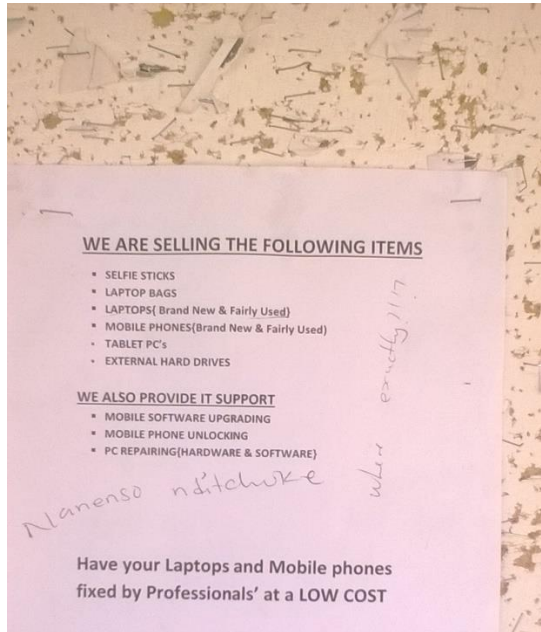 WE ARE SELLING THE FOLLOWING ITEMS
▪ SELFIE STICKS
▪ LAPTOP BAGS
▪ LAPTOPS( Brand New & Fairly Used)
▪ MOBILE PHONES(Brand New & Fairly Used)
▪ TABLET PC's
▪ EXTERNAL HARD DRIVES
WE ALSO PROVIDE IT SUPPORT
▪ MOBILE SOFTWARE UPGRADING
▪ MOBILE PHONE UNLOCKING
▪ PC REPAIRING(HARDWARE & SOFTWARE)
Nanenso nditchuke
where exactly?!!?
Have your Laptops and Mobile phones
fixed by Professionals' at a LOW COST